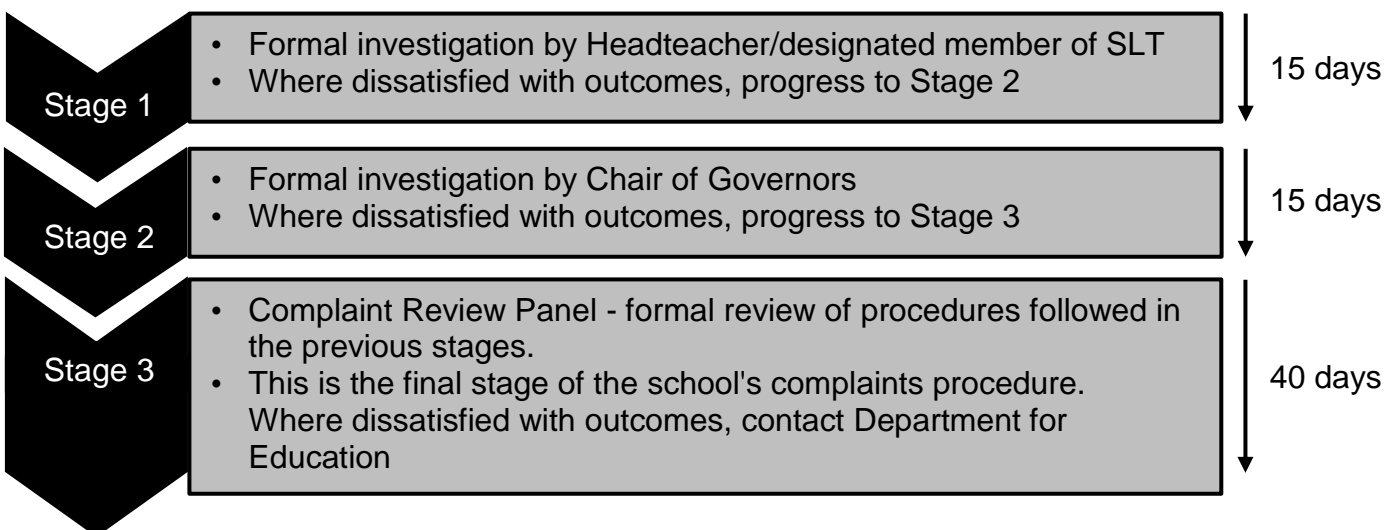 • Formal investigation by Headteacher/designated member of SLT
• Where dissatisfied with outcomes, progress to Stage 2
Stage 1
15 days
• Formal investigation by Chair of Governors
• Where dissatisfied with outcomes, progress to Stage 3
Stage 2
15 days
• Complaint Review Panel - formal review of procedures followed in
the previous stages.
• This is the final stage of the school's complaints procedure.
Where dissatisfied with outcomes, contact Department for
Education
Stage 3
40 days